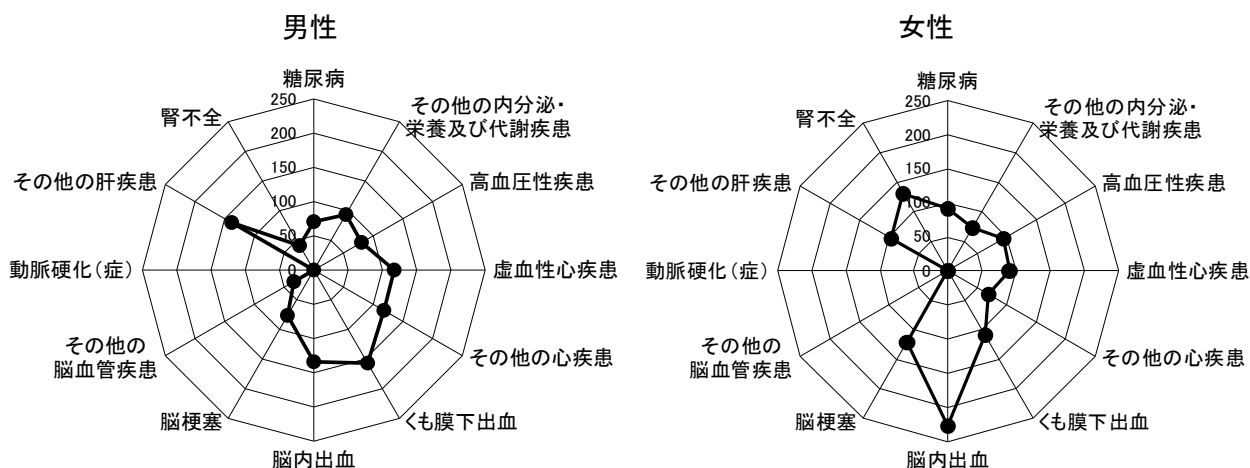 男性
糖尿病
250
200
150
100
50
0
その他の内分泌・
栄養及び代謝疾患
高血圧性疾患
虚血性心疾患
その他の心疾患
くも膜下出血
脳内出血
脳梗塞
その他の
脳血管疾患
動脈硬化(症)
その他の肝疾患
腎不全
女性
糖尿病
250
200
150
100
50
0
その他の内分泌・
栄養及び代謝疾患
高血圧性疾患
虚血性心疾患
その他の心疾患
くも膜下出血
脳内出血
脳梗塞
その他の
脳血管疾患
動脈硬化(症)
その他の肝疾患
腎不全